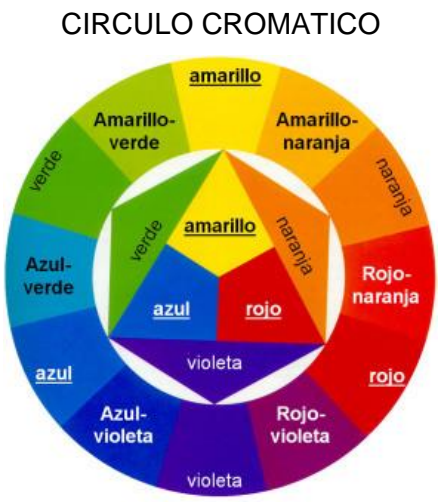 CIRCULO CROMATICO
amarillo
Amarillo-
verde
Amarillo-
naranja
verde
naranja
amarillo
verde
naranja
Azul-
verde
Rojo-
naranja
azul
rojo
azul
rojo
violeta
Azul-
violeta
Rojo-
violeta
violeta